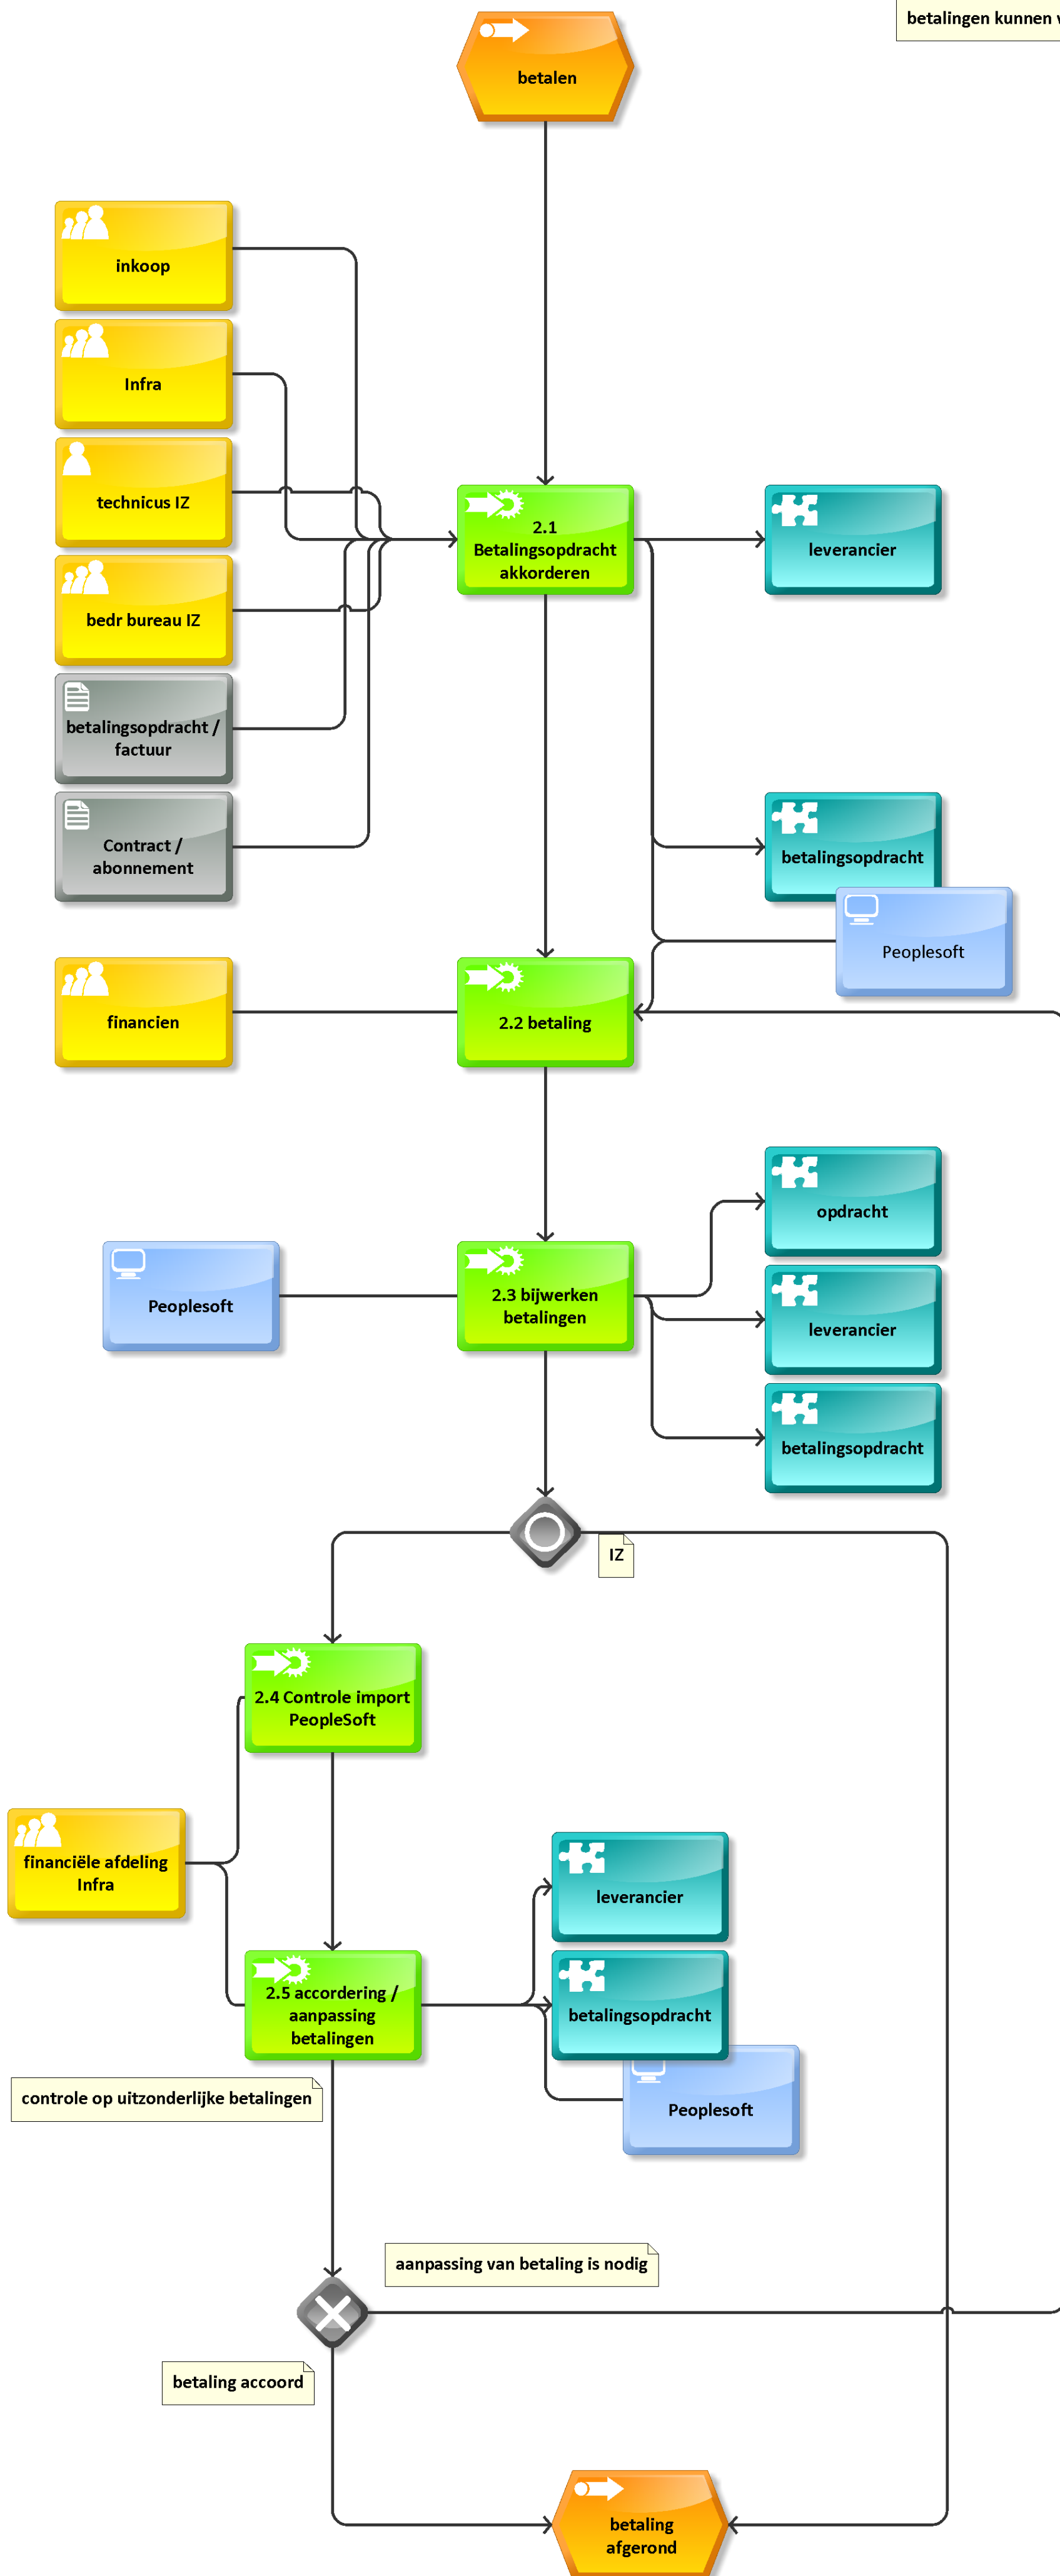 betalingen kunnen
betalen
inkoop
Infra
technicus IZ
2.1
Betalingsopdracht
akkorderen
leverancier
bedr bureau IZ
betalingsopdracht /
factuur
Contract /
abonnement
betalingsopdracht
Peoplesoft
financien
2.2 betaling
opdracht
Peoplesoft
2.3 bijwerken
betalingen
leverancier
betalingsopdracht
IZ
2.4 Controle import
PeopleSoft
financiële afdeling
Infra
leverancier
2.5 accordering /
aanpassing
betalingen
betalingsopdracht
controle op uitzonderlijke betalingen
Peoplesoft
aanpassing van betaling is nodig
betaling accoord
betaling
afgerond